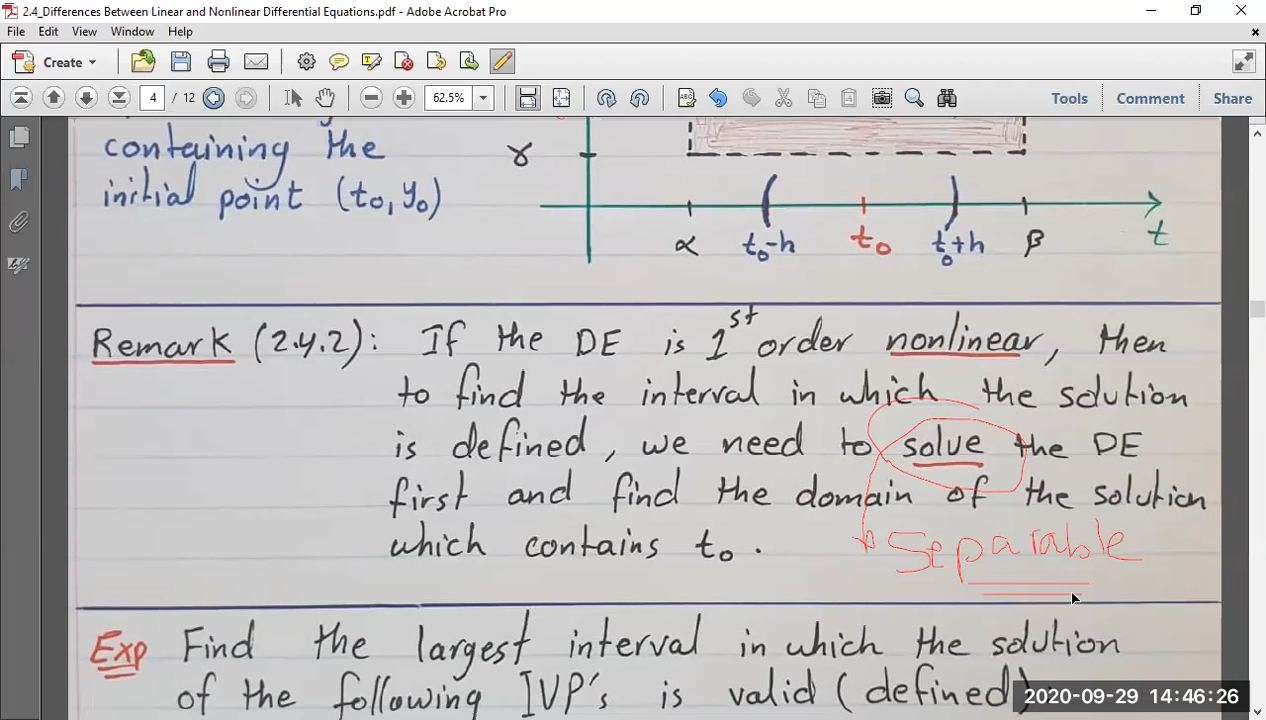 2.4_Differences Between Linear and Nonlinear Differential Equations.pdf - Adobe Acrobat Pro
File Edit View Window Help
Create
4 / 12 62.5% Tools Comment Share
containing the
initial point (t0, y0)
γ
α t0-h t0 t0+h β t
Remark (2.4.2): If the DE is 1st order nonlinear, then
to find the interval in which the solution
is defined, we need to solve the DE
first and find the domain of the solution
which contains t0.
Separable
Exp Find the largest interval in which the solution
of the following IVP's is valid (defined)
2020-09-29 14:46:26